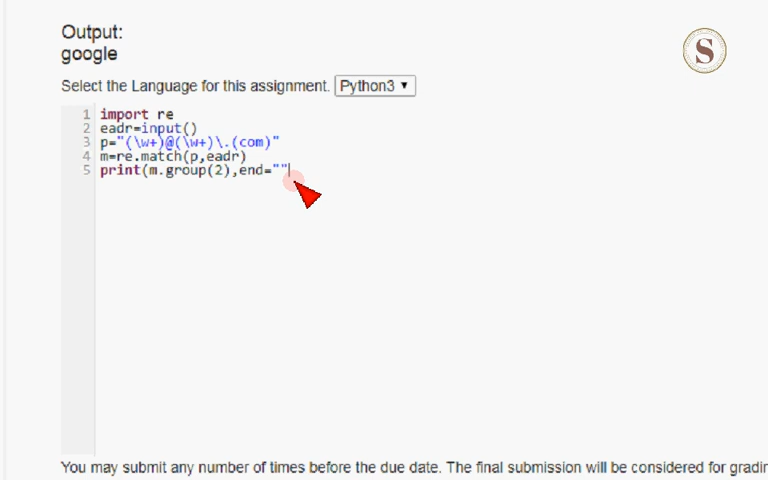 Output:
google
S
Select the Language for this assignment. Python3 ▼
1 import re
2 eadr=input()
3 p="(\w+)@(\w+)\.(com)"
4 m=re.match(p,eadr)
5 print(m.group(2),end=""
You may submit any number of times before the due date. The final submission will be considered for gradin